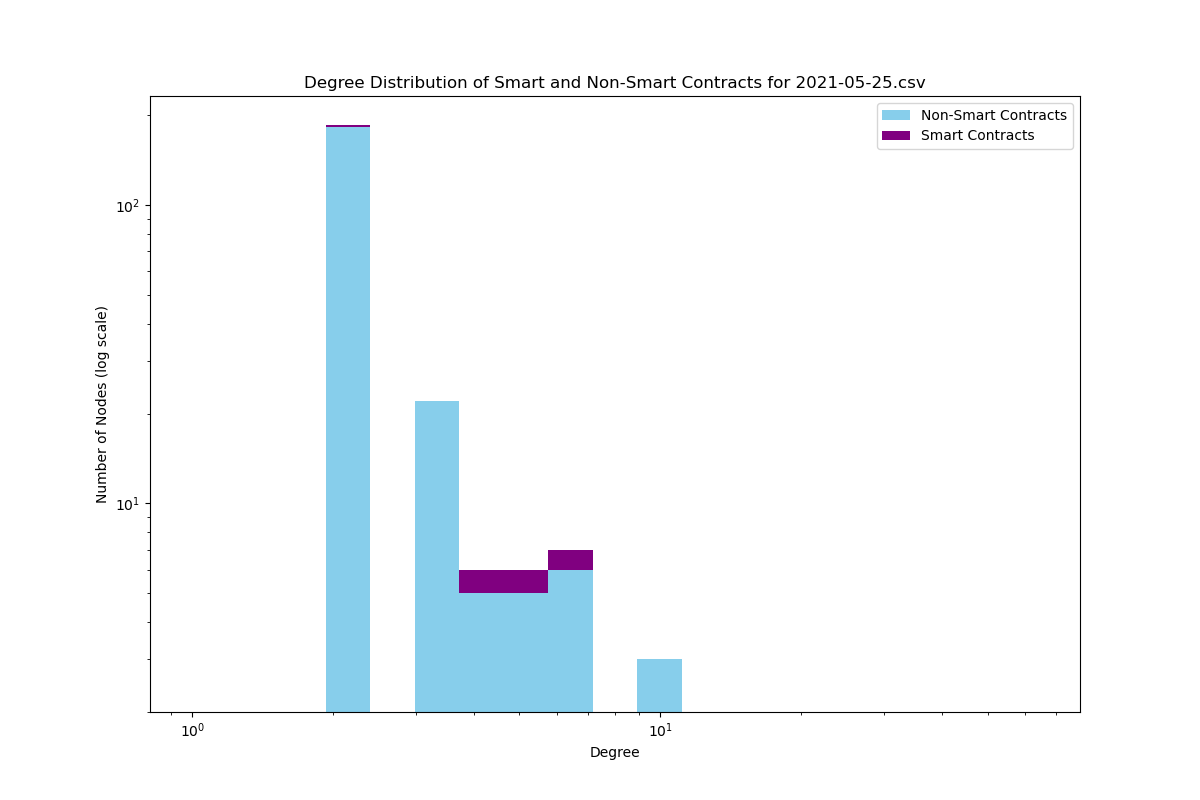 Degree Distribution of Smart and Non-Smart Contracts for 2021-05-25.csv
Non-Smart Contracts
Smart Contracts
Number of Nodes (log scale)
10²
10¹
10⁰
10¹
Degree